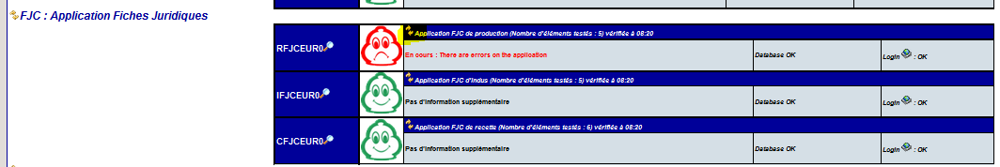 FJC : Application Fiches Juridiques
RFJCEUR0
Application FJC de production (Nombre d'éléments testés : 5) vérifiée à 08:20
En cours : There are errors on the application
Database OK
Login : OK
IFJCEUR0
Application FJC d'Indus (Nombre d'éléments testés : 5) vérifiée à 08:20
Pas d'information supplémentaire
Database OK
Login : OK
CFJCEUR0
Application FJC de recette (Nombre d'éléments testés : 6) vérifiée à 08:20
Pas d'information supplémentaire
Database OK
Login : OK